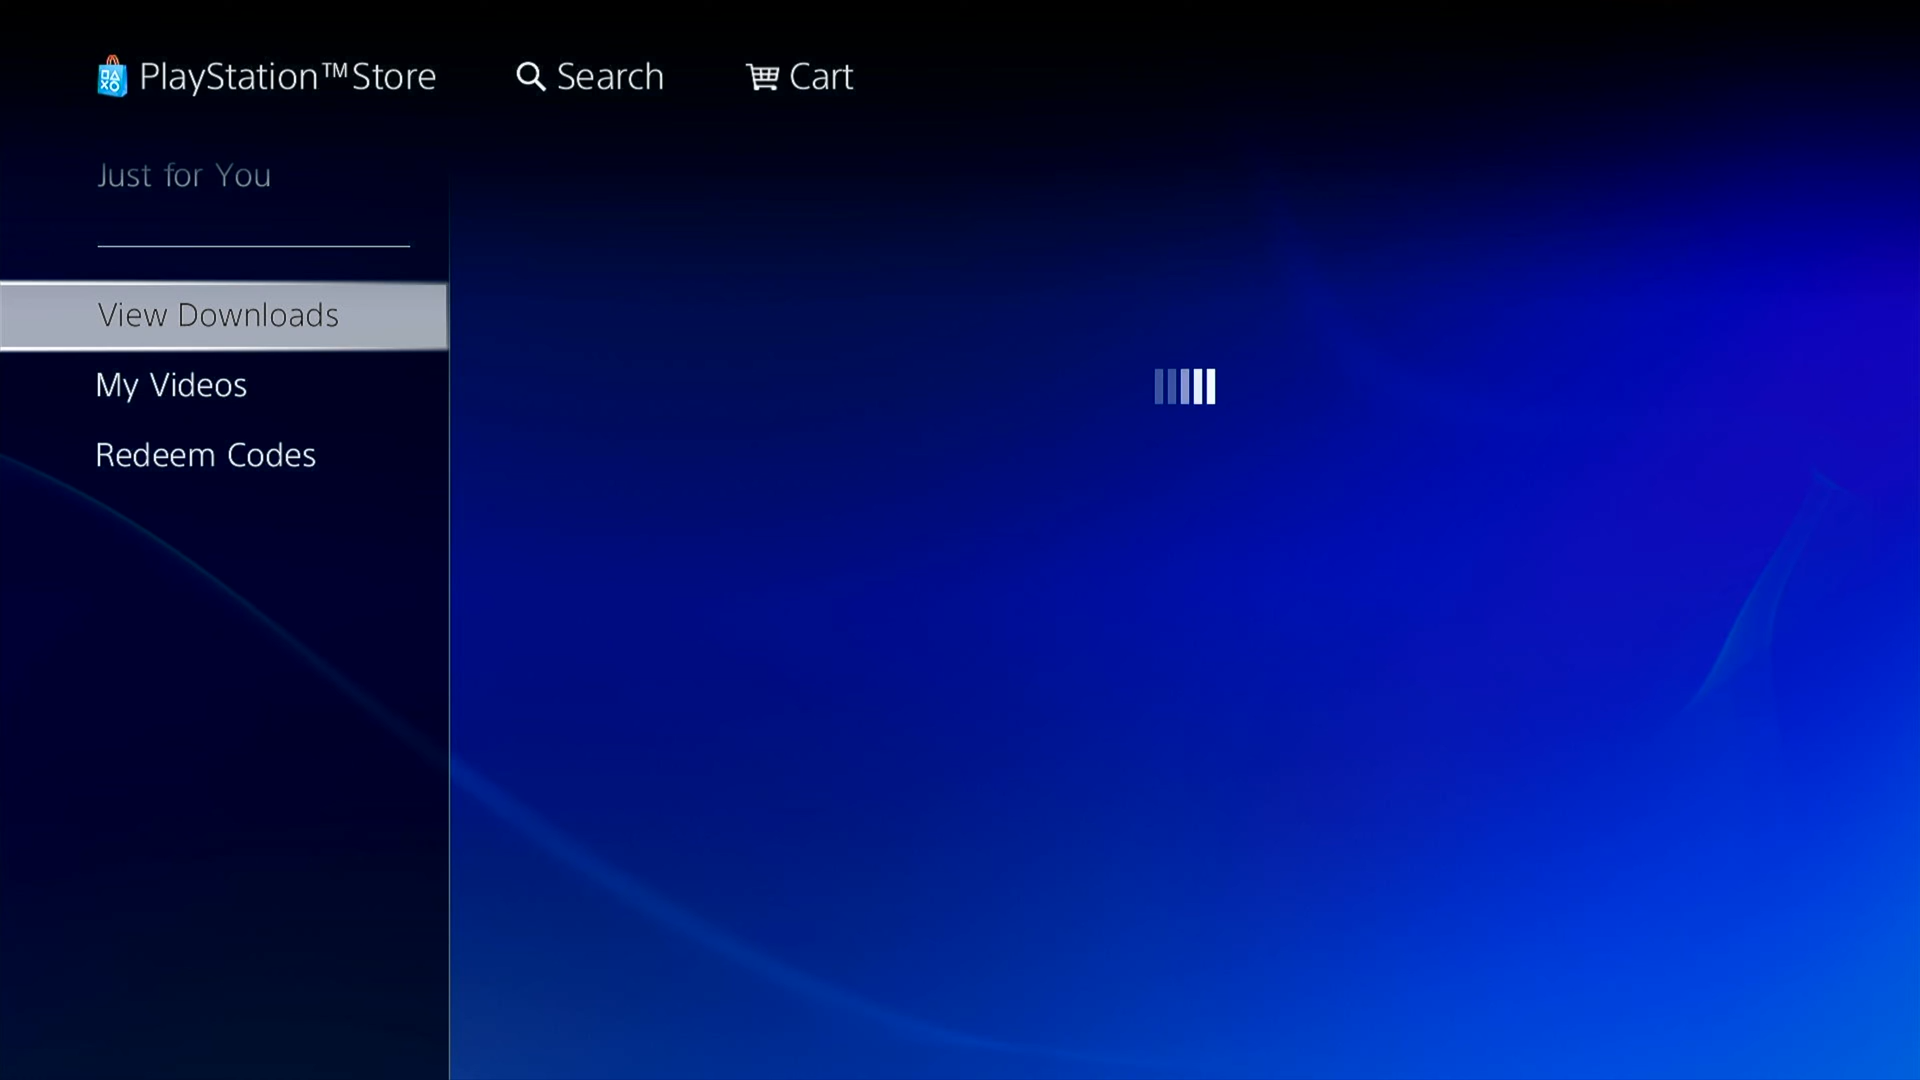 PlayStation™Store
Search
Cart
Just for You
View Downloads
My Videos
Redeem Codes